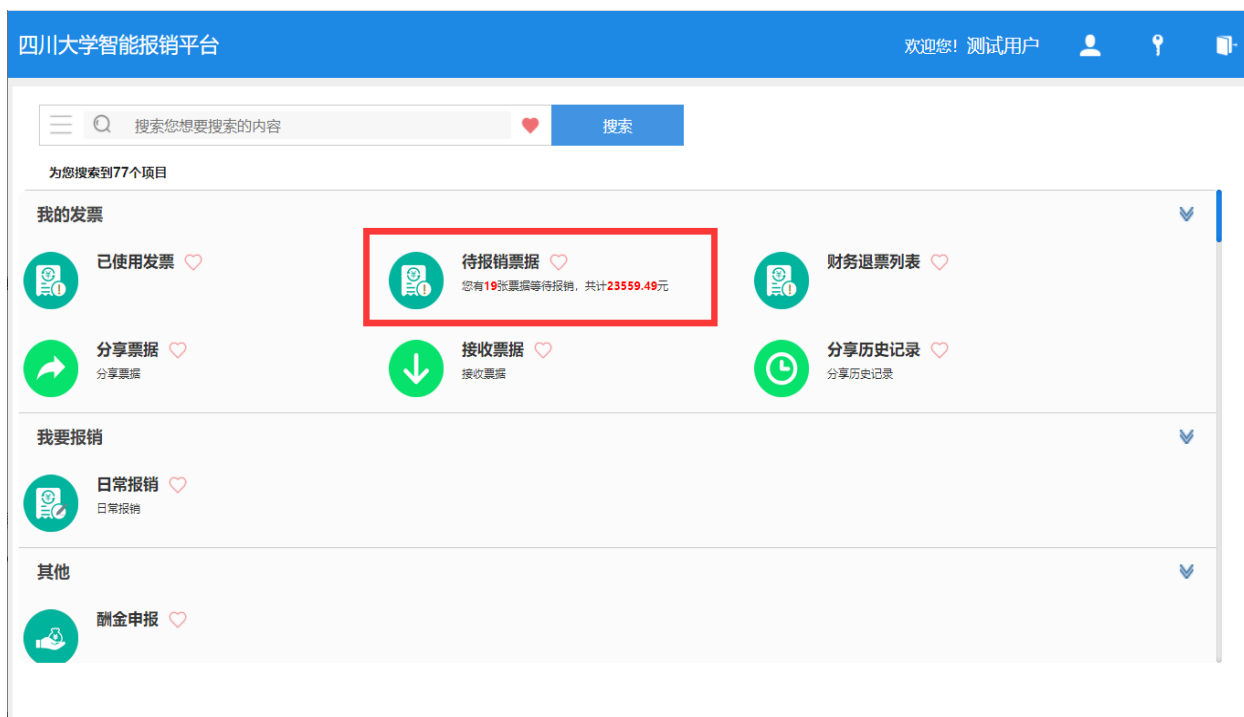 四川大学智能报销平台
欢迎您! 测试用户
搜索您想要搜索的内容
搜索
为您搜索到77个项目
我的发票
已使用发票
待报销票据
您有19张票据等待报销，共计23559.49元
财务退票列表
分享票据
分享票据
接收票据
接收票据
分享历史记录
分享历史记录
我要报销
日常报销
日常报销
其他
酬金申报